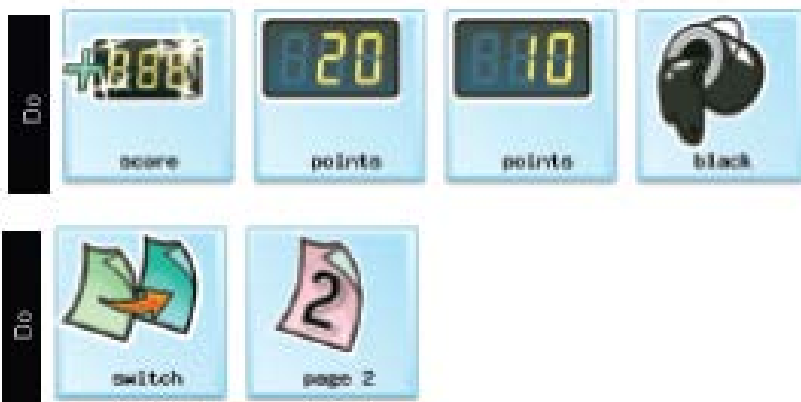 Do
+888 20 10
score points points black
Do
2
switch page 2